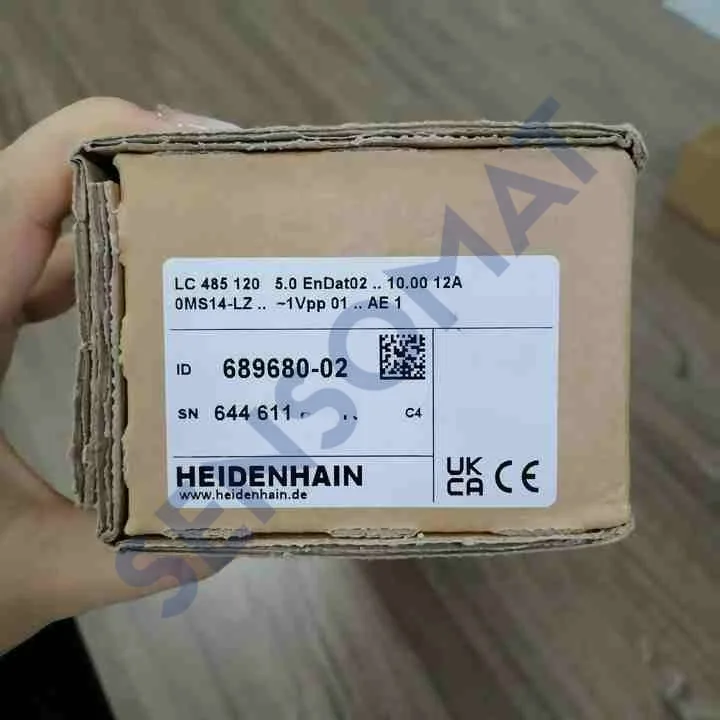 LC 485 120 5.0 EnDat02 .. 10.00 12A
0MS14-LZ .. ~1Vpp 01 .. AE 1
ID 689680-02
SN 644 611 C4
HEIDENHAIN
www.heidenhain.de
UK
CA CE
SENSOMAT